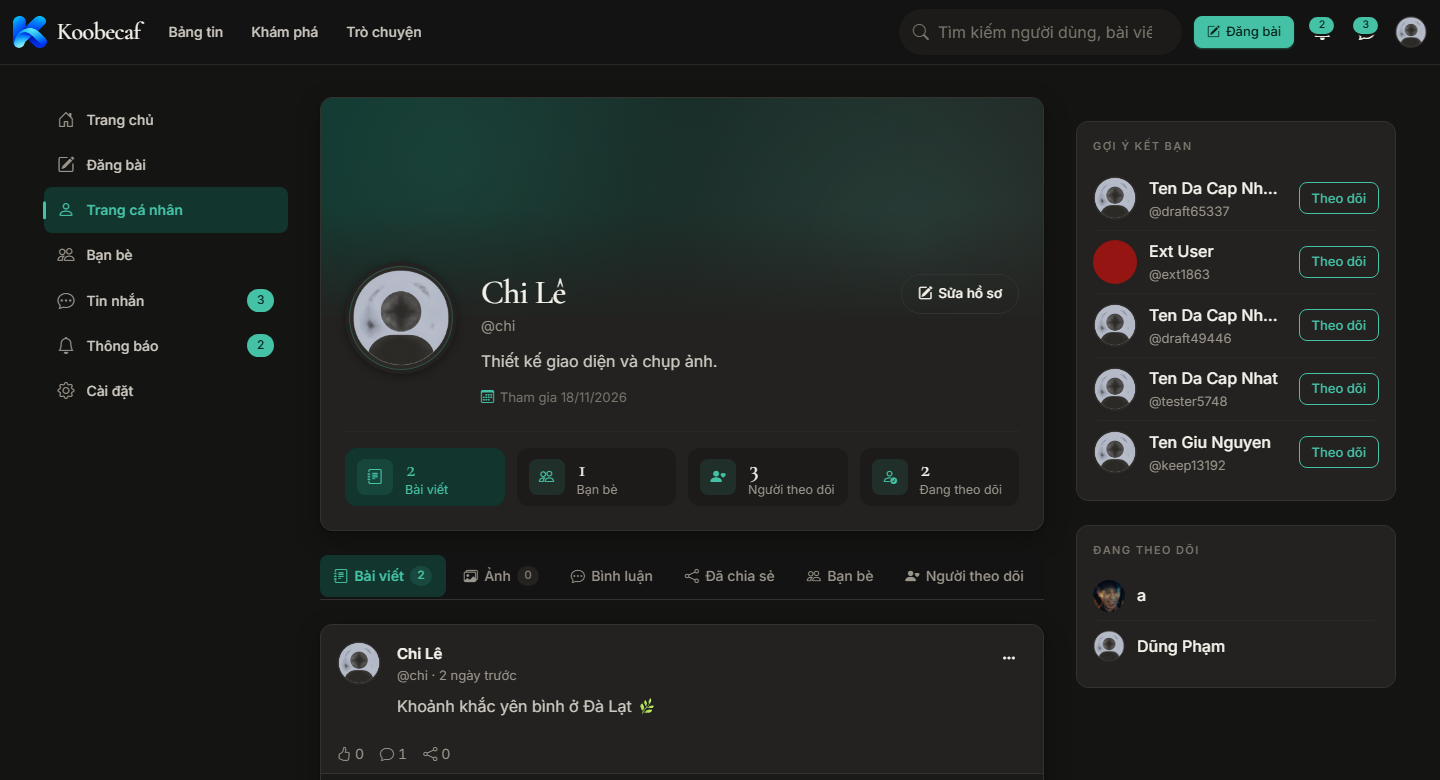 Koobecaf
Bảng tin
Khám phá
Trò chuyện
Tìm kiếm người dùng, bài viế
Đăng bài
2
3
Trang chủ
Đăng bài
Trang cá nhân
Bạn bè
Tin nhắn 3
Thông báo 2
Cài đặt
Chi Lê
@chi
Thiết kế giao diện và chụp ảnh.
Tham gia 18/11/2026
Sửa hồ sơ
2
Bài viết
1
Bạn bè
3
Người theo dõi
2
Đang theo dõi
Bài viết 2
Ảnh 0
Bình luận
Đã chia sẻ
Bạn bè
Người theo dõi
Chi Lê
@chi · 2 ngày trước
Khoảnh khắc yên bình ở Đà Lạt 🌿
0 1 0
GỢI Ý KẾT BẠN
Ten Da Cap Nh...
@draft65337
Theo dõi
Ext User
@ext1863
Theo dõi
Ten Da Cap Nh...
@draft49446
Theo dõi
Ten Da Cap Nhat
@tester5748
Theo dõi
Ten Giu Nguyen
@keep13192
Theo dõi
ĐANG THEO DÕI
a
Dũng Phạm